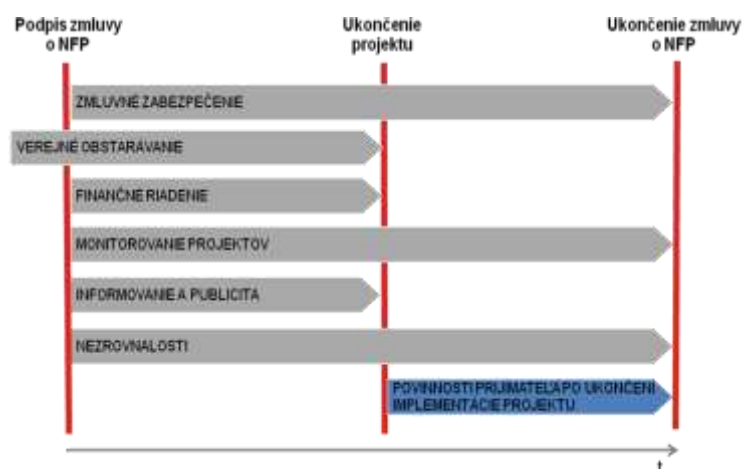 Podpis zmluvy
o NFP
Ukončenie
projektu
Ukončenie zmluvy
o NFP
ZMLUVNÉ ZABEZPEČENIE
VEREJNÉ OBSTARÁVANIE
FINANČNÉ RIADENIE
MONITOROVANIE PROJEKTOV
INFORMOVANIE A PUBLICITA
NEZROVNALOSTI
POVINNOSTI PRIJÍMATEĽA PO UKONČENÍ
IMPLEMENTÁCIE PROJEKTU
t